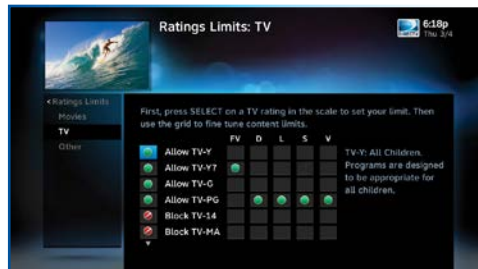 Ratings Limits: TV
DIRECTV
6:18p
Thu 3/4
<Ratings Limits
Movies
TV
Other
First, press SELECT on a TV rating in the scale to set your limit. Then
use the grid to fine tune content limits.
FV D L S V
Allow TV-Y
Allow TV-Y7
Allow TV-G
Allow TV-PG
Block TV-14
Block TV-MA
TV-Y: All Children.
Programs are designed
to be appropriate for
all children.